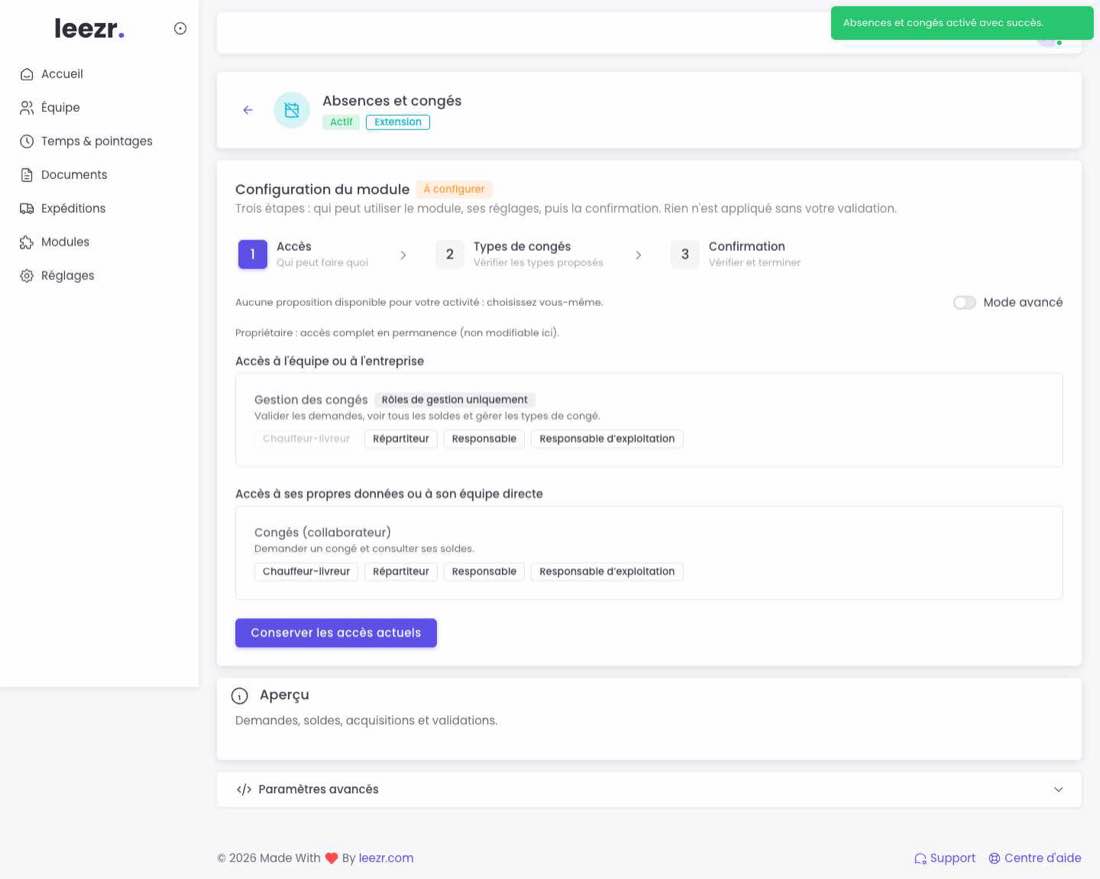 leezr.
Absences et congés activé avec succès.
Accueil
Équipe
Temps & pointages
Documents
Expéditions
Modules
Réglages
Absences et congés
Actif
Extension
Configuration du module
À configurer
Trois étapes : qui peut utiliser le module, ses réglages, puis la confirmation. Rien n'est appliqué sans votre validation.
1
Accès
Qui peut faire quoi
2
Types de congés
Vérifier les types proposés
3
Confirmation
Vérifier et terminer
Aucune proposition disponible pour votre activité : choisissez vous-même.
Mode avancé
Propriétaire : accès complet en permanence (non modifiable ici).
Accès à l'équipe ou à l'entreprise
Gestion des congés
Rôles de gestion uniquement
Valider les demandes, voir tous les soldes et gérer les types de congé.
Chauffeur-livreur
Répartiteur
Responsable
Responsable d'exploitation
Accès à ses propres données ou à son équipe directe
Congés (collaborateur)
Demander un congé et consulter ses soldes.
Chauffeur-livreur
Répartiteur
Responsable
Responsable d'exploitation
Conserver les accès actuels
Aperçu
Demandes, soldes, acquisitions et validations.
Paramètres avancés
© 2026 Made With ❤ By leezr.com
Support
Centre d'aide